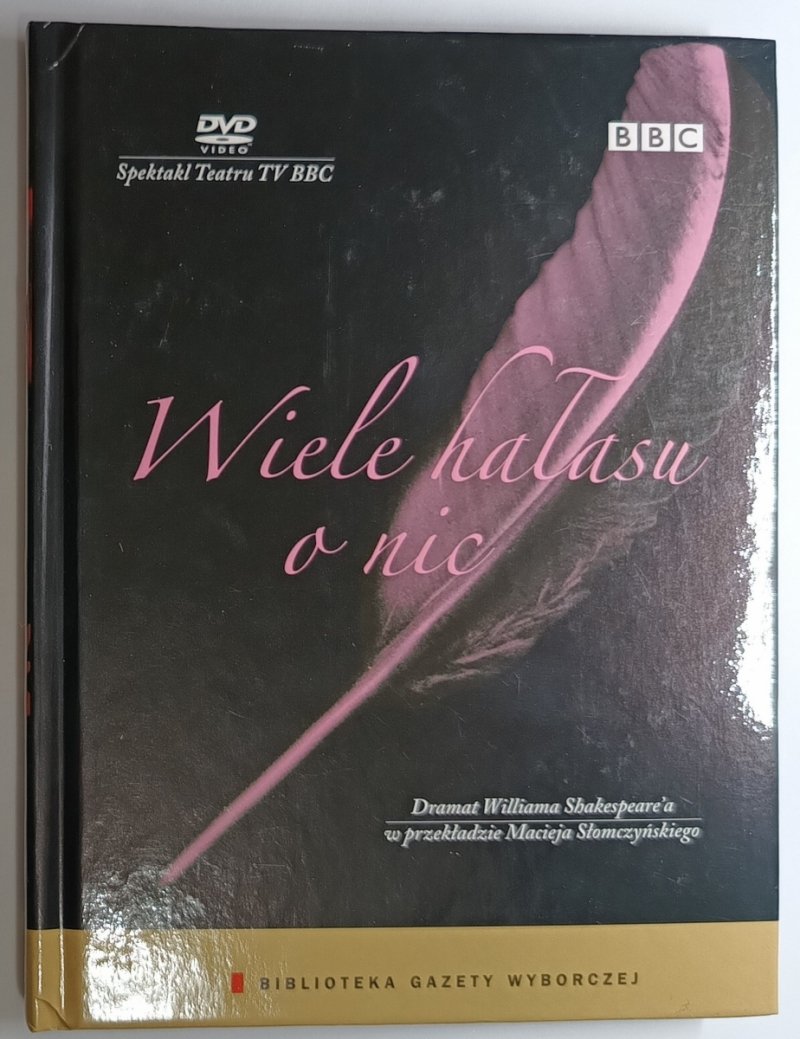 DVD
VIDEO
BBC
Spektakl Teatru TV BBC
Wiele hałasu
o nic
Dramat Williama Shakespeare'a
w przekładzie Macieja Słomczyńskiego
BIBLIOTEKA GAZETY WYBORCZEJ